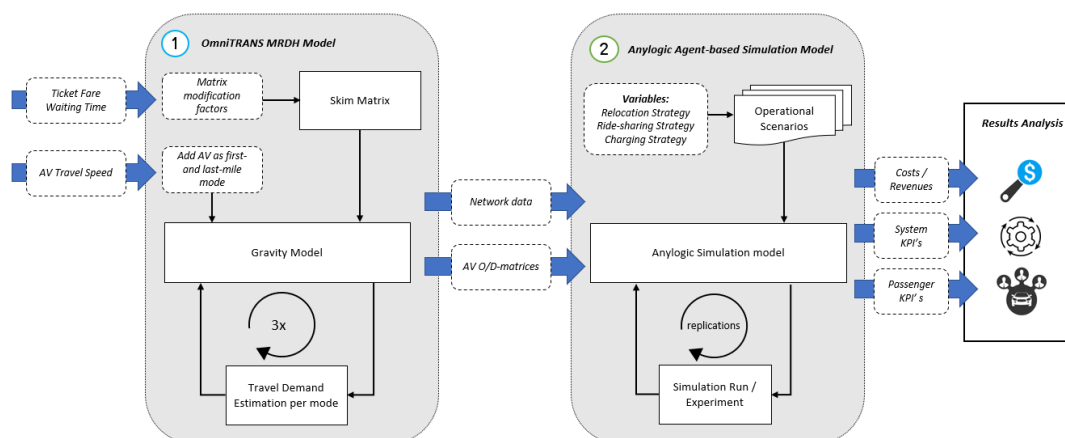 1
OmniTRANS MRDH Model
Ticket Fare
Waiting Time
Matrix
modification
factors
Skim Matrix
AV Travel Speed
Add AV as first-
and last-mile
mode
Gravity Model
3x
Travel Demand
Estimation per mode
Network data
AV O/D-matrices
2
Anylogic Agent-based Simulation Model
Variables:
Relocation Strategy
Ride-sharing Strategy
Charging Strategy
Operational
Scenarios
Anylogic Simulation model
replications
Simulation Run /
Experiment
Costs /
Revenues
System
KPI's
Passenger
KPI' s
Results Analysis
$